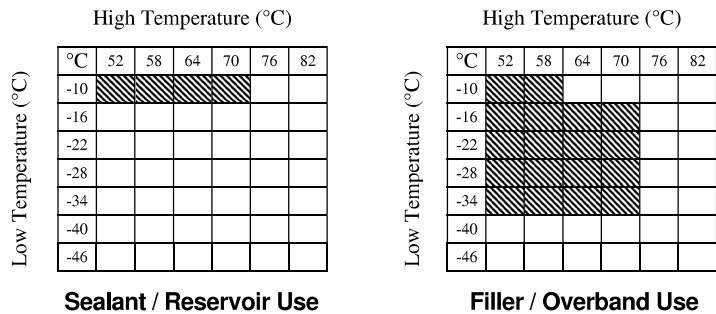 High Temperature (°C)
High Temperature (°C)
Low Temperature (°C)
°C 52 58 64 70 76 82
-10
-16
-22
-28
-34
-40
-46
Low Temperature (°C)
°C 52 58 64 70 76 82
-10
-16
-22
-28
-34
-40
-46
Sealant / Reservoir Use
Filler / Overband Use